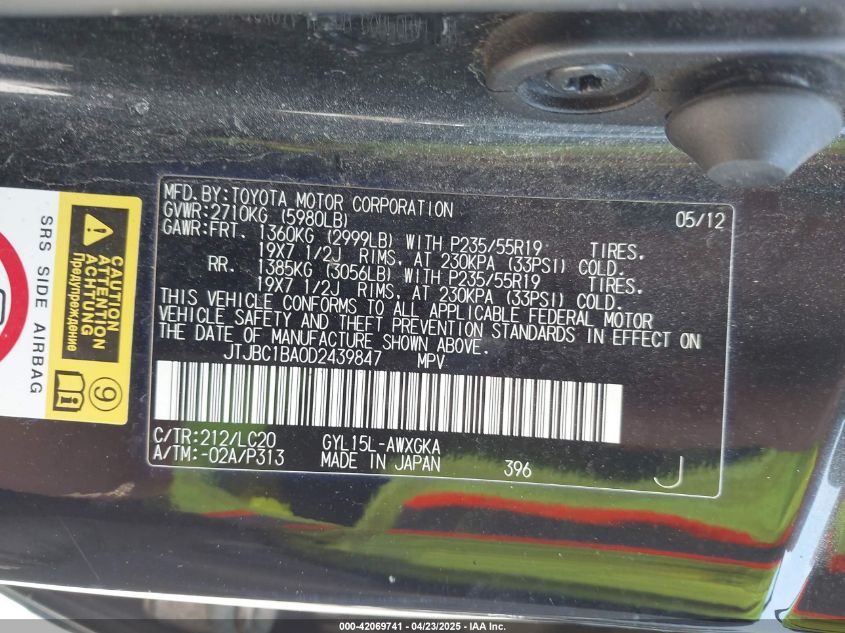 MFD.BY:TOYOTA MOTOR CORPORATION 05/12
GVWR:2710KG (5980LB)
GAWR:FRT. 1360KG (2999LB) WITH P235/55R19 TIRES.
19X7 1/2J RIMS, AT 230KPA (33PSI) COLD.
RR. 1385KG (3056LB) WITH P235/55R19 TIRES.
19X7 1/2J RIMS, AT 230KPA (33PSI) COLD.
THIS VEHICLE CONFORMS TO ALL APPLICABLE FEDERAL MOTOR
VEHICLE SAFETY AND THEFT PREVENTION STANDARDS IN EFFECT ON
THE DATE OF MANUFACTURE SHOWN ABOVE.
JTJBC1BA0D2439847 MPV
C/TR:212/LC20 GYL15L-AWXGKA
A/TM:-02A/P313 MADE IN JAPAN 396 J
SRS SIDE AIRBAG
CAUTION
ATTENTION
ACHTUNG
Предупреждение
9
i
000-42069741 - 04/23/2025 - IAA Inc.